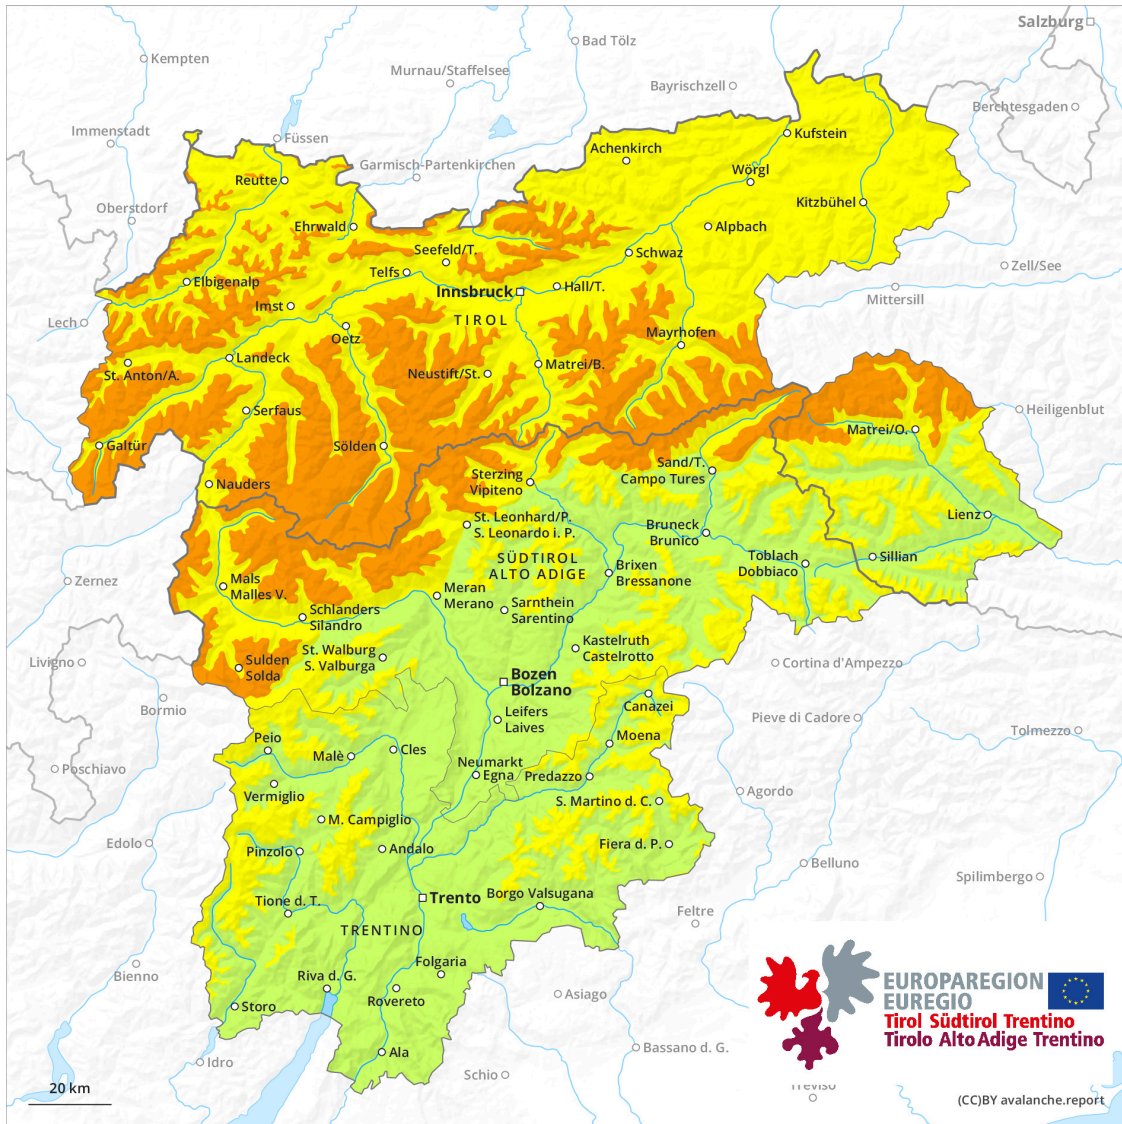 Salzburg
Bad Tölz
Kempten
Murnau/Staffelsee
Bayrischzell
Berchtesgaden
Immenstadt
Füssen
Kufstein
Achenkirch
Garmisch-Partenkirchen
Wörgl
Reutte
Kitzbühel
Oberstdorf
Ehrwald
Alpbach
Seefeld/T.
Schwaz
Zell/See
Telfs
Elbigenalp
Hall/T.
Innsbruck
Mittersill
Imst
TIROL
Lech
Mayrhofen
Oetz
Landeck
Matrei/B.
St. Anton/A.
Neustift/St.
Serfaus
Heiligenblut
Matrei/O.
Galtür
Sölden
Sterzing
Vipiteno
Sand/T.
Campo Tures
Nauders
St. Leonhard/P.
S. Leonardo i. P.
Lienz
Bruneck
Brunico
SÜDTIROL
ALTO ADIGE
Toblach
Dobbiaco
Sillian
Brixen
Bressanone
Zernez
Mals
Malles V.
Meran
Merano
Sarnthein
Sarentino
Schlanders
Silandro
Kastelruth
Castelrotto
St. Walburg
S. Valburga
Livigno
Sulden
Solda
Cortina d'Ampezzo
Bozen
Bolzano
Bormio
Canazei
Leifers
Laives
Pieve di Cadore
Tolmezzo
Peio
Moena
Malè
Cles
Neumarkt
Egna
Predazzo
Poschiavo
Vermiglio
Agordo
S. Martino d. C.
M. Campiglio
Edolo
Pinzolo
Andalo
Fiera d. P.
Belluno
Spilimbergo
Trento
Borgo Valsugana
Tione d. T.
Feltre
TRENTINO
Folgaria
Bienno
Riva d. G.
EUROPAREGION
EUREGIO
Tirol Südtirol Trentino
Tirolo Alto Adige Trentino
Asiago
Rovereto
Storo
Bassano d. G.
Ala
Idro
Schio
Treviso
20 km
(CC)BY avalanche.report